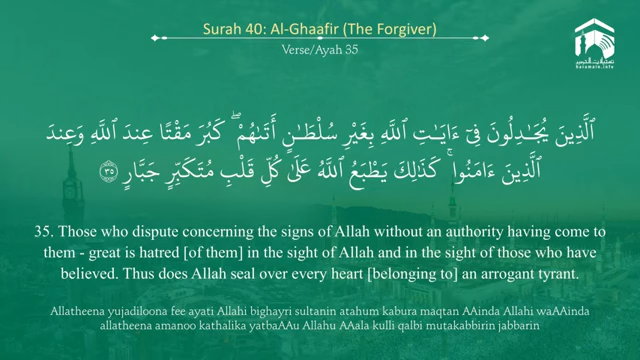 Surah 40: Al-Ghaafir (The Forgiver)
Verse/Ayah 35
haramain.info
ٱلَّذِينَ يُجَـٰدِلُونَ فِىٓ ءَايَـٰتِ ٱللَّهِ بِغَيْرِ سُلْطَـٰنٍ أَتَىٰهُمْ ۖ كَبُرَ مَقْتًا عِندَ ٱللَّهِ وَعِندَ
ٱلَّذِينَ ءَامَنُوا۟ ۚ كَذَٰلِكَ يَطْبَعُ ٱللَّهُ عَلَىٰ كُلِّ قَلْبِ مُتَكَبِّرٍ جَبَّارٍ ۝٣٥
35. Those who dispute concerning the signs of Allah without an authority having come to
them - great is hatred [of them] in the sight of Allah and in the sight of those who have
believed. Thus does Allah seal over every heart [belonging to] an arrogant tyrant.
Allatheena yujadiloona fee ayati Allahi bighayri sultanin atahum kabura maqtan AAinda Allahi waAAinda
allatheena amanoo kathalika yatbaAAu Allahu AAala kulli qalbi mutakabbirin jabbarin